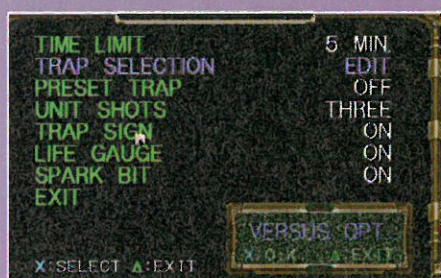 TIME LIMIT 5 MIN.
TRAP SELECTION EDIT
PRESET TRAP OFF
UNIT SHOTS THREE
TRAP SIGN ON
LIFE GAUGE ON
SPARK BIT ON
EXIT
VERSUS OPT.
X:O.K. △:EXIT
X:SELECT △:EXIT